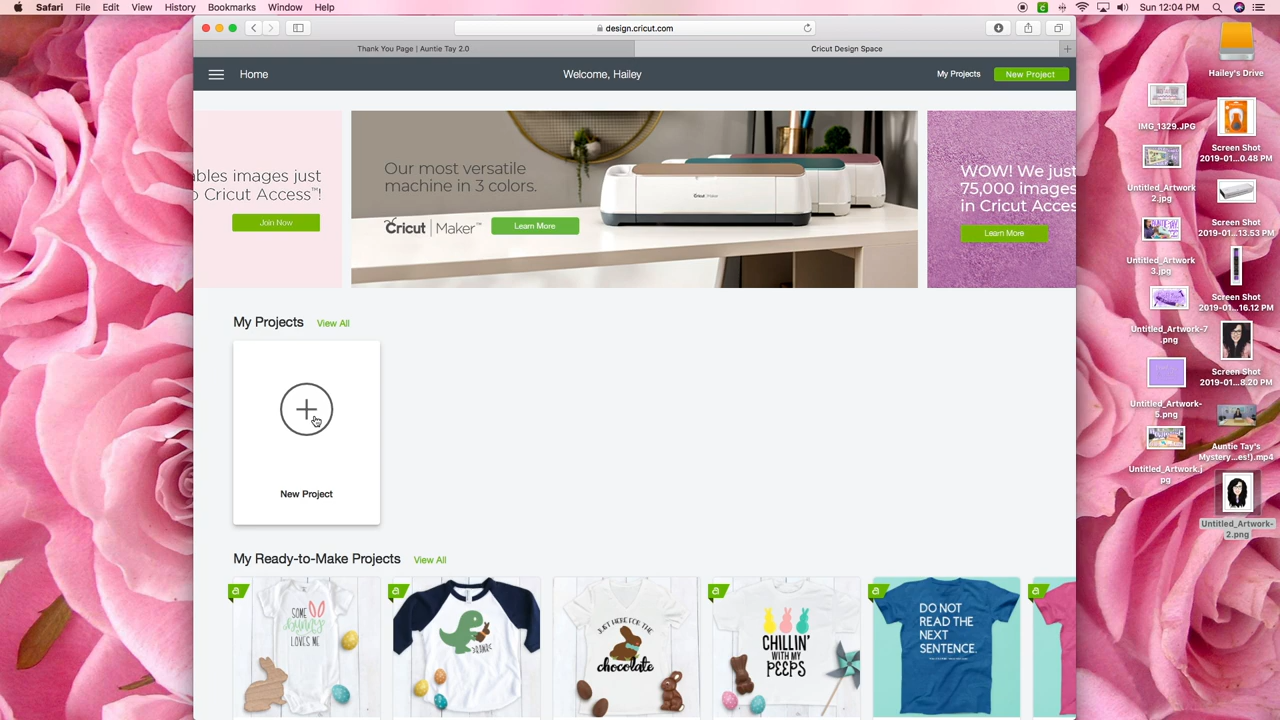 Safari File Edit View History Bookmarks Window Help
Sun 12:04 PM
design.cricut.com
Thank You Page | Auntie Tay 2.0
Cricut Design Space
Home
Welcome, Hailey
My Projects
New Project
ables images just
o Cricut Access™!
Join Now
Our most versatile
machine in 3 colors.
Cricut | Maker™
Learn More
WOW! We just
75,000 images
in Cricut Acces
Learn More
My Projects
View All
New Project
My Ready-to-Make Projects
View All
SOME
bunny
LOVES ME
JUST HERE FOR THE
chocolate
CHILLIN'
WITH MY
PEEPS
DO NOT
READ THE
NEXT
SENTENCE.
Hailey's Drive
IMG_1329.JPG
Screen Shot
2019-01...0.48 PM
Untitled_Artwork
2.jpg
Screen Shot
2019-01...13.53 PM
Untitled_Artwork
3.jpg
Screen Shot
2019-01...16.12 PM
Untitled_Artwork-7
.png
Screen Shot
2019-01...8.20 PM
Untitled_Artwork-
5.png
Auntie Tay's
Mystery...es!).mp4
Untitled_Artwork.j
pg
Untitled_Artwork-
2.png